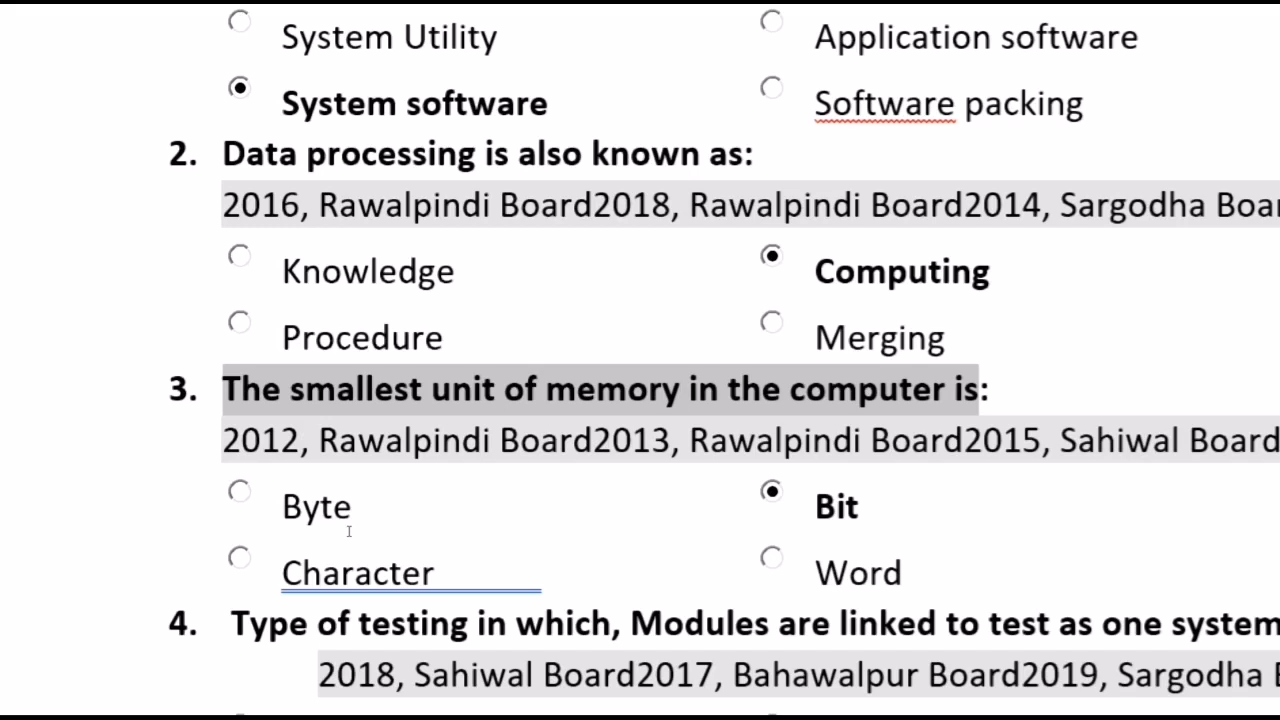 System Utility Application software
System software Software packing
2. Data processing is also known as:
2016, Rawalpindi Board2018, Rawalpindi Board2014, Sargodha
Knowledge Computing
Procedure Merging
3. The smallest unit of memory in the computer is:
2012, Rawalpindi Board2013, Rawalpindi Board2015, Sahiwal Board
Byte Bit
Character Word
4. Type of testing in which, Modules are linked to test as one system
2018, Sahiwal Board2017, Bahawalpur Board2019, Sargodha